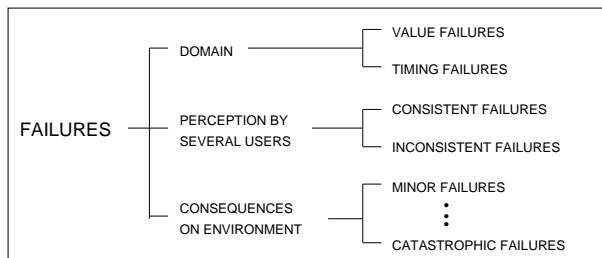 FAILURES
DOMAIN
VALUE FAILURES
TIMING FAILURES
PERCEPTION BY
SEVERAL USERS
CONSISTENT FAILURES
INCONSISTENT FAILURES
CONSEQUENCES
ON ENVIRONMENT
MINOR FAILURES
CATASTROPHIC FAILURES